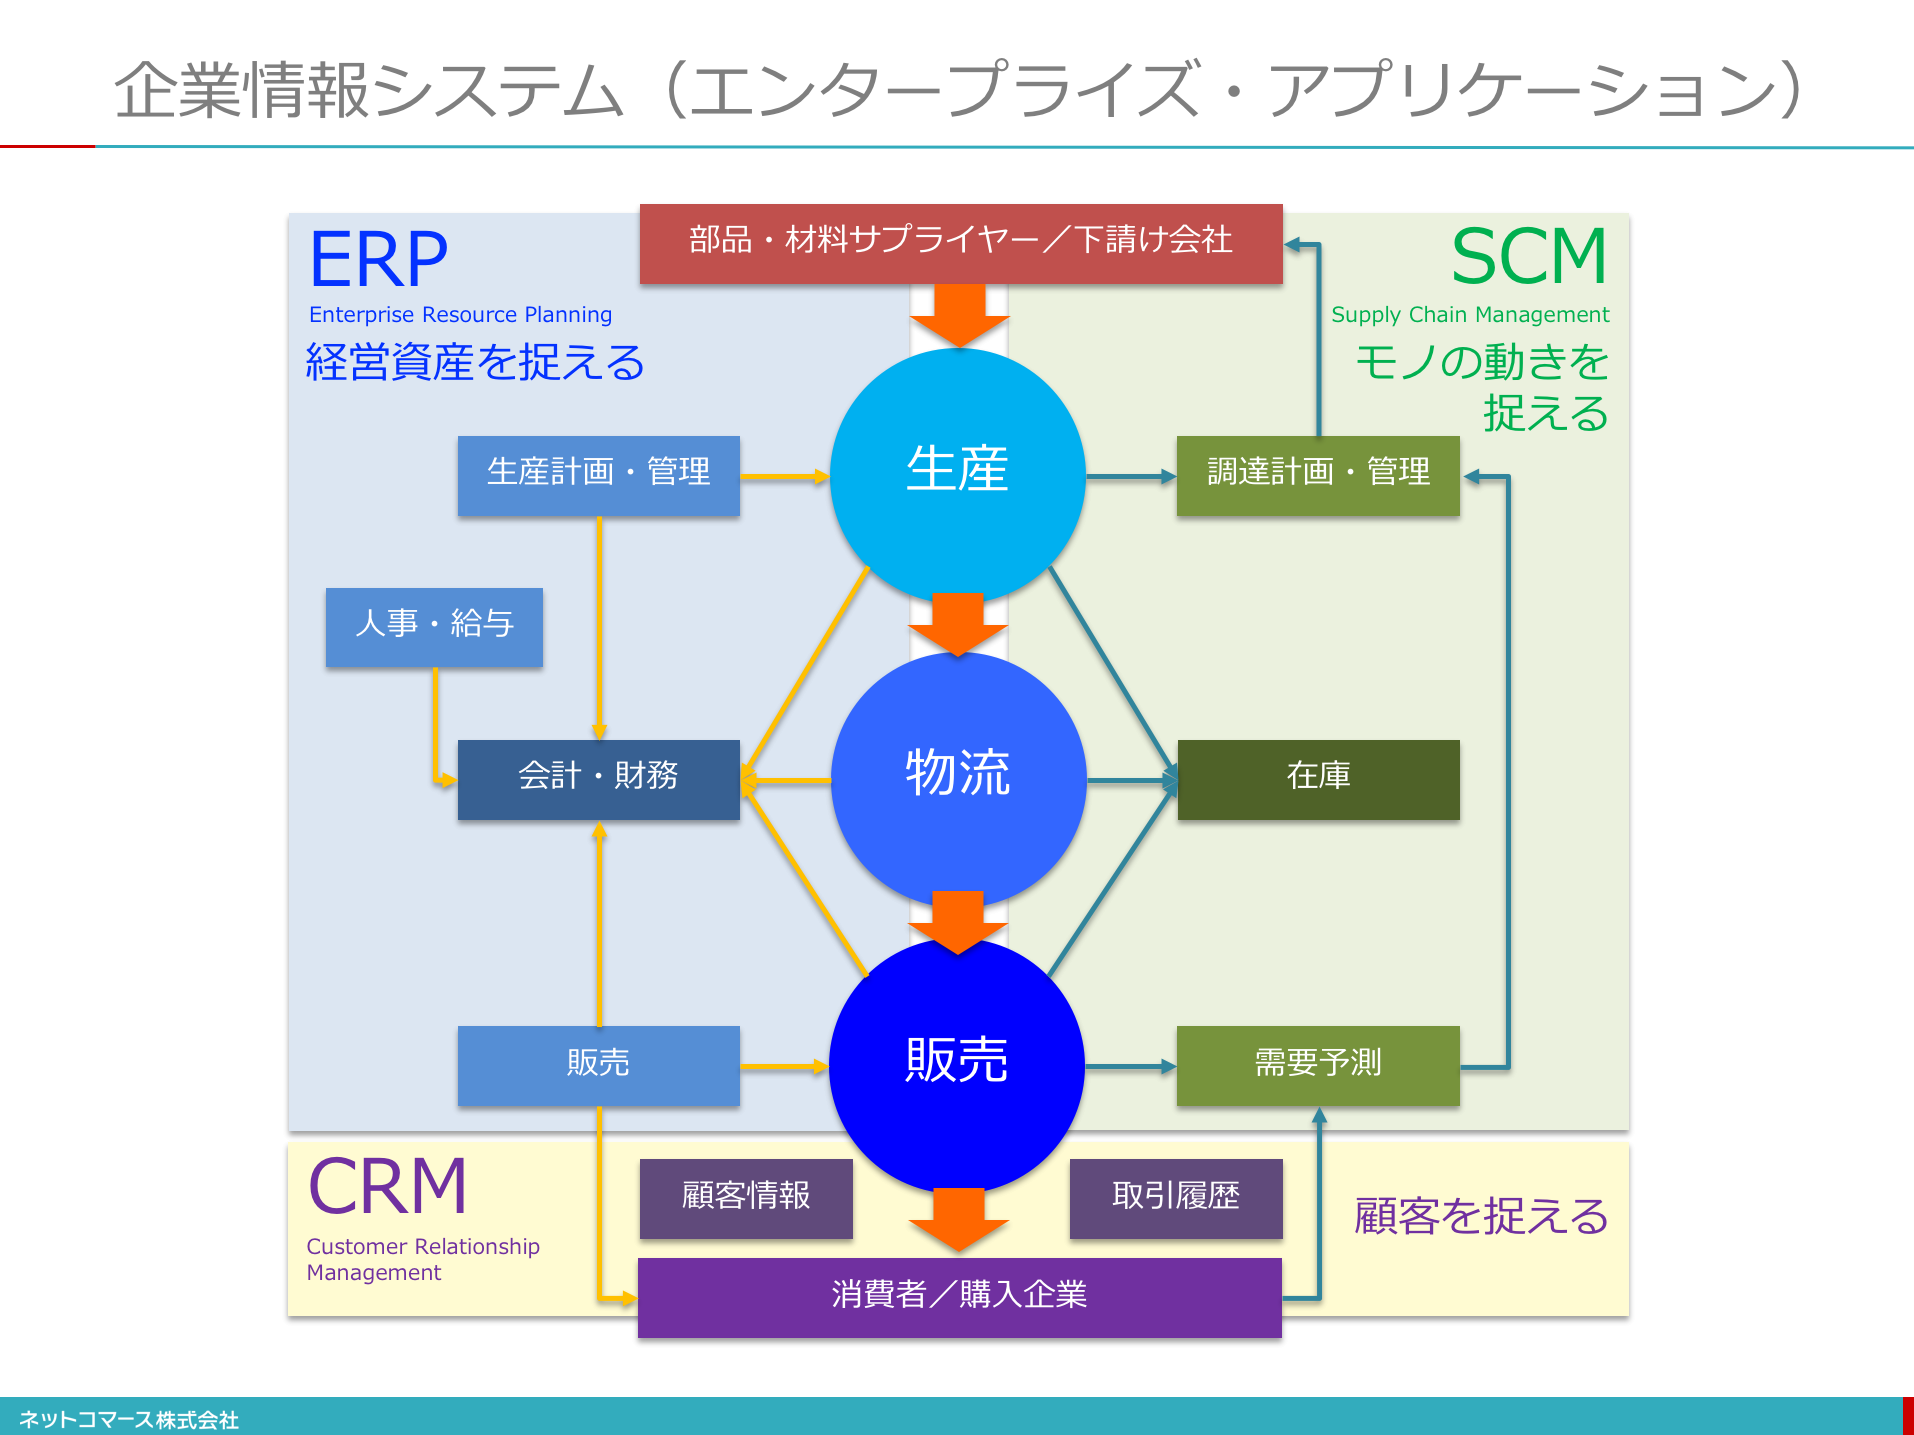 企業情報システム（エンタープライズ・アプリケーション）
部品・材料サプライヤー／下請け会社
ERP
Enterprise Resource Planning
経営資産を捉える
SCM
Supply Chain Management
モノの動きを
捉える
生産計画・管理
生産
調達計画・管理
人事・給与
会計・財務
物流
在庫
販売
販売
需要予測
CRM
Customer Relationship
Management
顧客情報
取引履歴
顧客を捉える
消費者／購入企業
ネットコマース株式会社